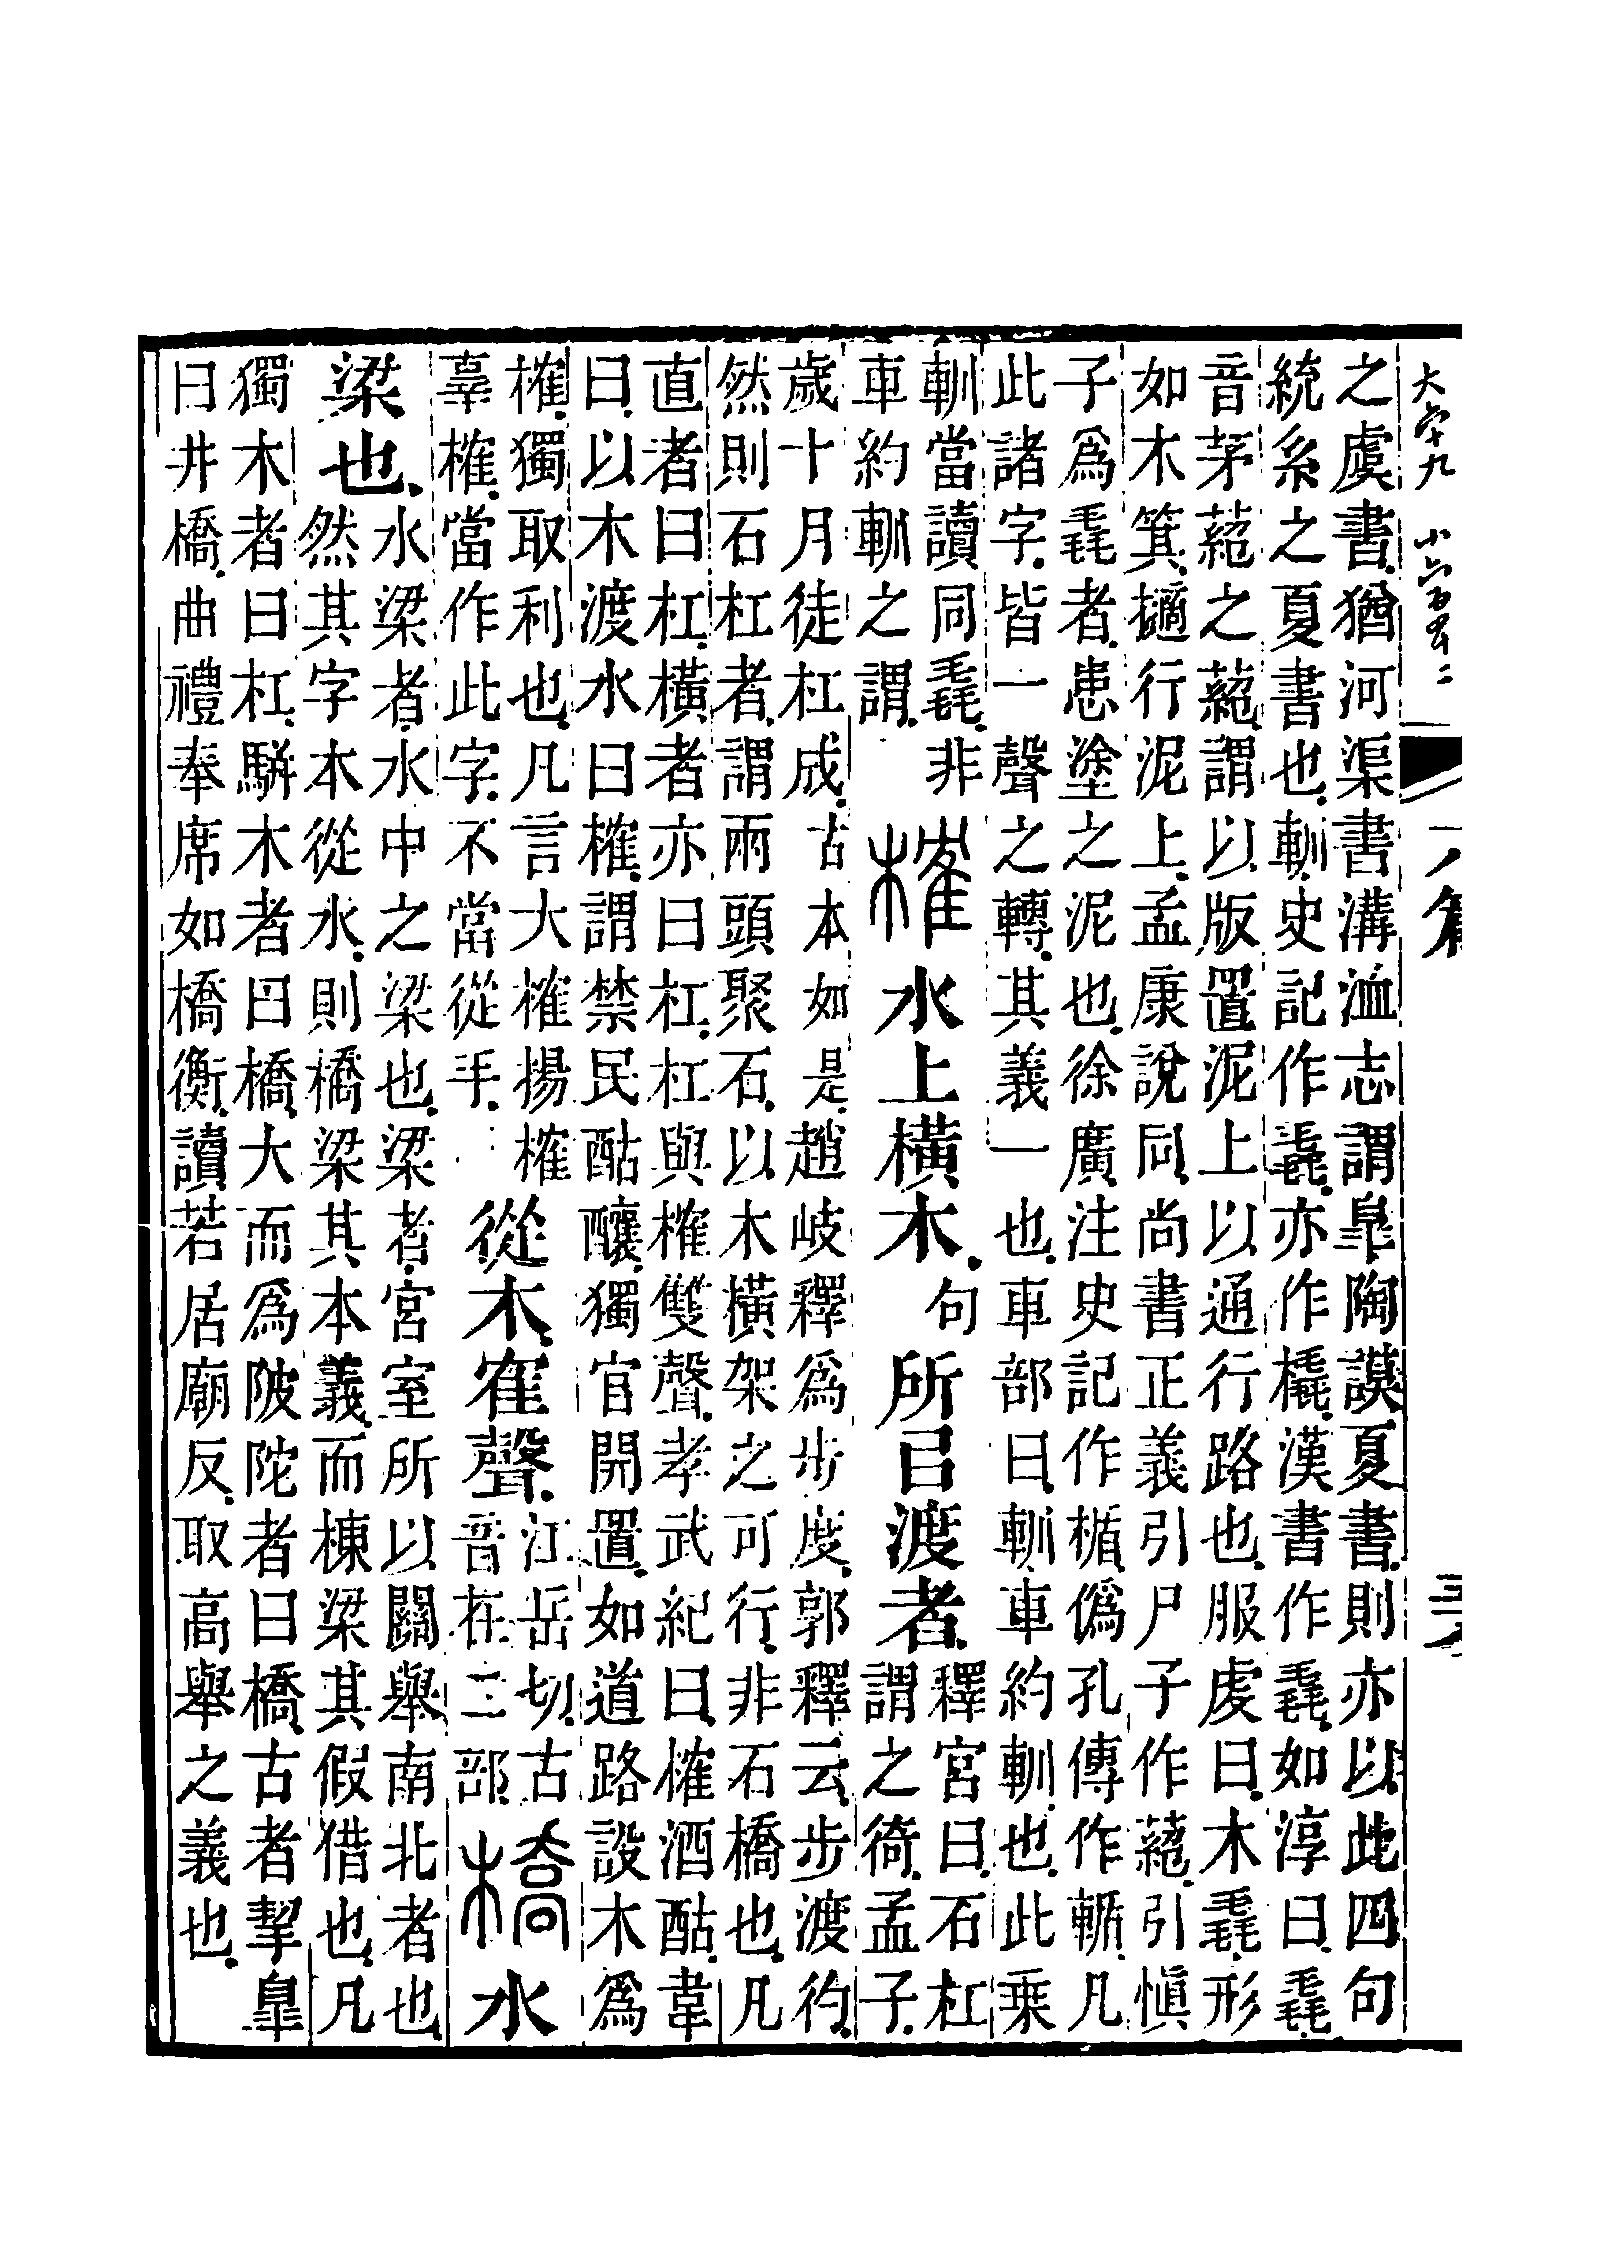 大字十九　小六百五十二
之虞書猶河渠書溝洫志謂臯陶謨夏書則亦以此四句
統系之夏書也䡅史記作毳亦作橇漢書作毳如淳曰毳
音茅蕝之蕝謂以版置泥上以通行路也服虔曰木毳形
如木箕擿行泥上孟康說同尚書正義引尸子作蕝引愼
子爲毳者患塗之泥也徐廣注史記作楯僞孔傳作輴凡
此諸字皆一聲之轉其義一也車部曰䡅車約䡅也此乗
䡅當讀同毳非
車約䡅之謂
榷水上橫木句所㠯渡者
釋宮曰石杠
謂之徛孟子
歲十月徒杠成古本如是趙岐釋爲步度郭釋云步渡彴
然則石杠者謂兩頭聚石以木橫架之可行非石橋也凡
直者曰杠橫者亦曰杠杠與榷雙聲孝武紀曰榷酒酤韋
曰以木渡水曰榷謂禁民酤釀獨官開置如道路設木爲
榷獨取利也凡言大榷揚榷
辜榷當作此字不當從手
從木隺聲
江岳切古
音在二部
橋水
梁也
水梁者水中之梁也梁者宮室所以關舉南北者也
然其字本從水則橋梁其本義而棟梁其假借也凡
獨木者曰杠駢木者曰橋大而爲陂陀者曰橋古者挈臯
曰井橋曲禮奉席如橋衡讀若居廟反取高舉之義也